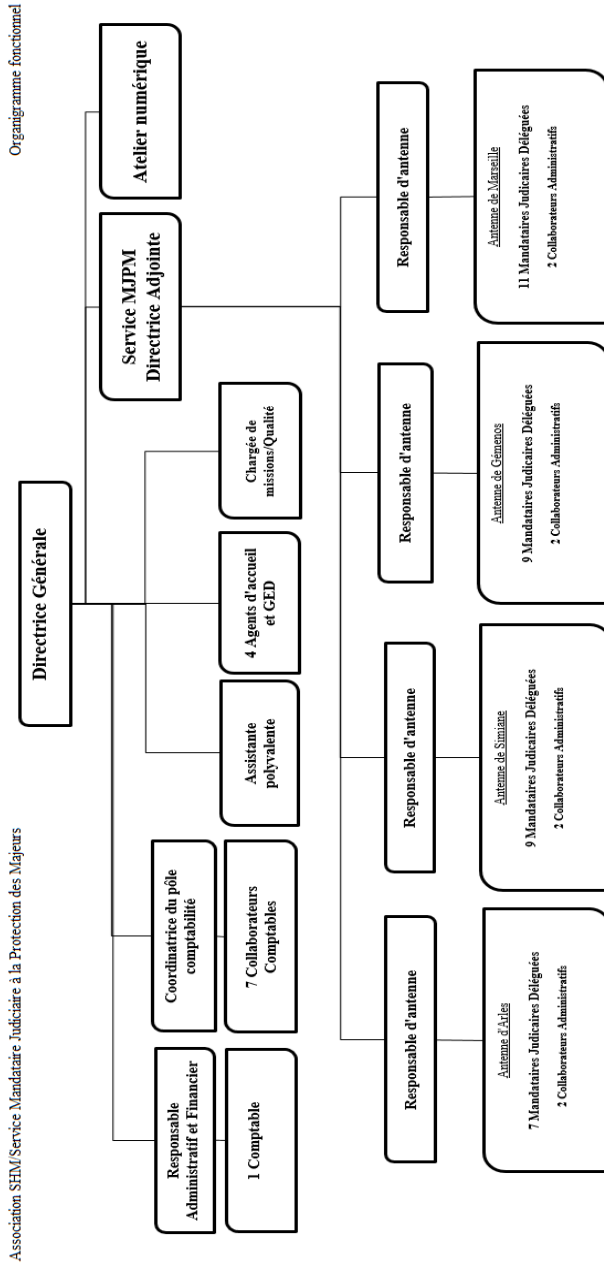 Association SHM/Service Mandataire Judiciaire à la Protection des Majeurs
Organigramme fonctionnel
Directrice Générale
Responsable
Administratif et Financier
1 Comptable
Coordinatrice du pôle
comptabilité
7 Collaborateurs
Comptables
Assistante
polyvalente
4 Agents d'accueil
et GED
Chargée de
missions/Qualité
Service MJPM
Directrice Adjointe
Atelier numérique
Responsable d'antenne
Antenne d'Arles
7 Mandataires Judicaires Déléguées
2 Collaborateurs Administratifs
Responsable d'antenne
Antenne de Simiane
9 Mandataires Judicaires Déléguées
2 Collaborateurs Administratifs
Responsable d'antenne
Antenne de Gémenos
9 Mandataires Judicaires Déléguées
2 Collaborateurs Administratifs
Responsable d'antenne
Antenne de Marseille
11 Mandataires Judicaires Déléguées
2 Collaborateurs Administratifs